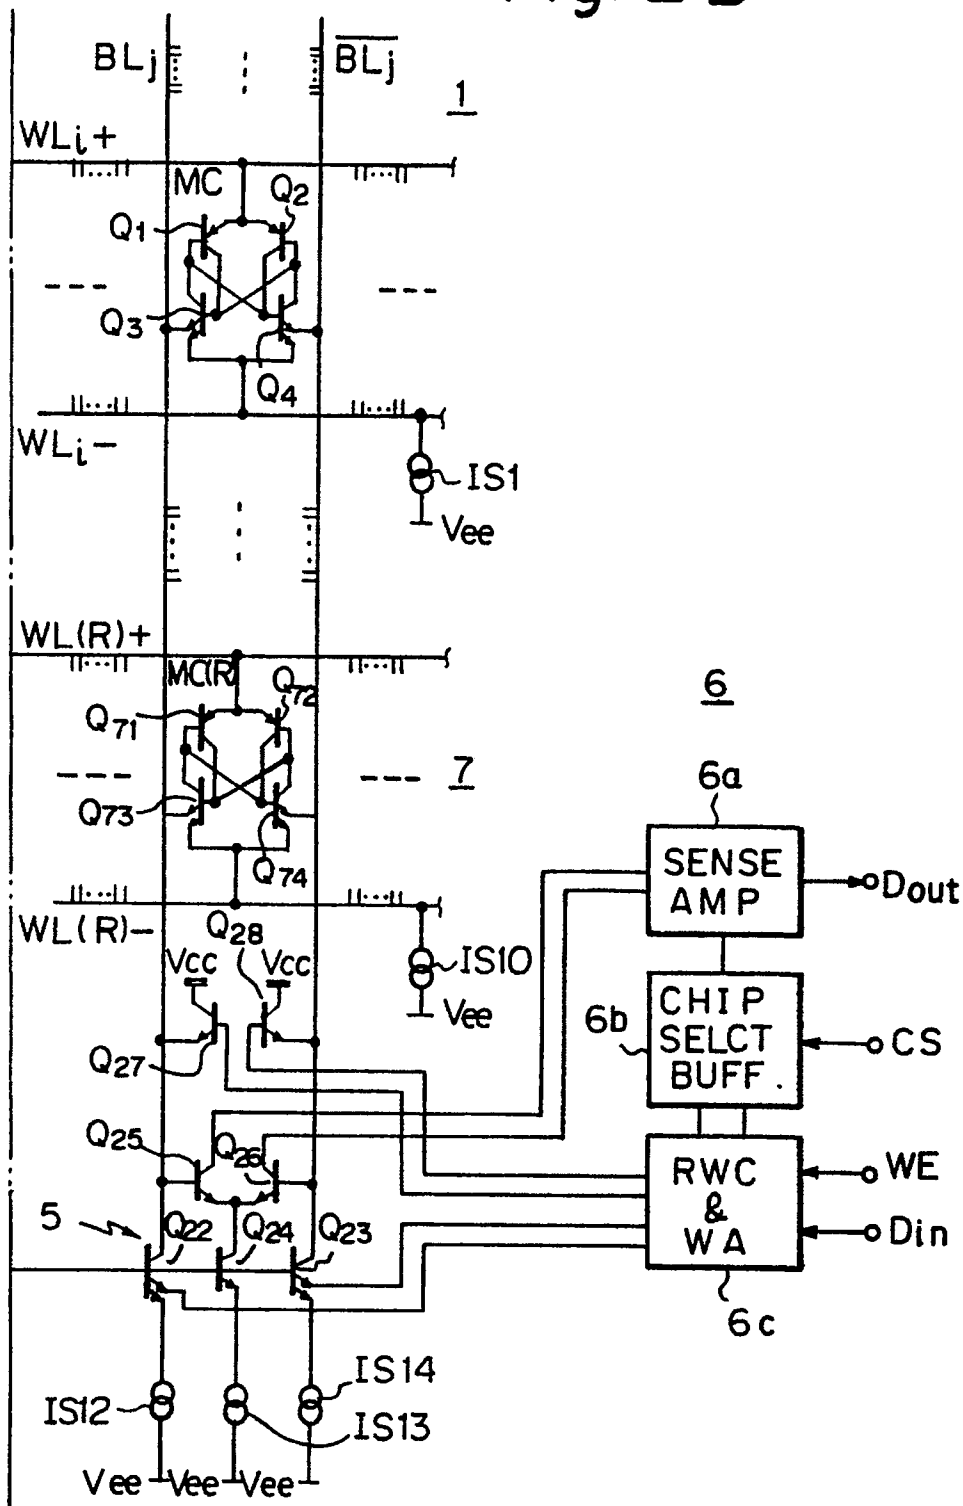 BLj
BLj
1
WLi+
MC
Q1
Q2
Q3
Q4
WLi-
IS1
Vee
WL(R)+
MC(R)
Q71
Q72
6
7
6a
Q73
Q74
SENSE
AMP
Dout
WL(R)-
Q28
Vcc
Vcc
IS10
Vee
6b
CHIP
SELCT
BUFF.
CS
Q27
Q25
Q26
RWC
&
WA
WE
Din
5
Q22
Q24
Q23
6c
IS14
IS12
IS13
Vee
Vee
Vee